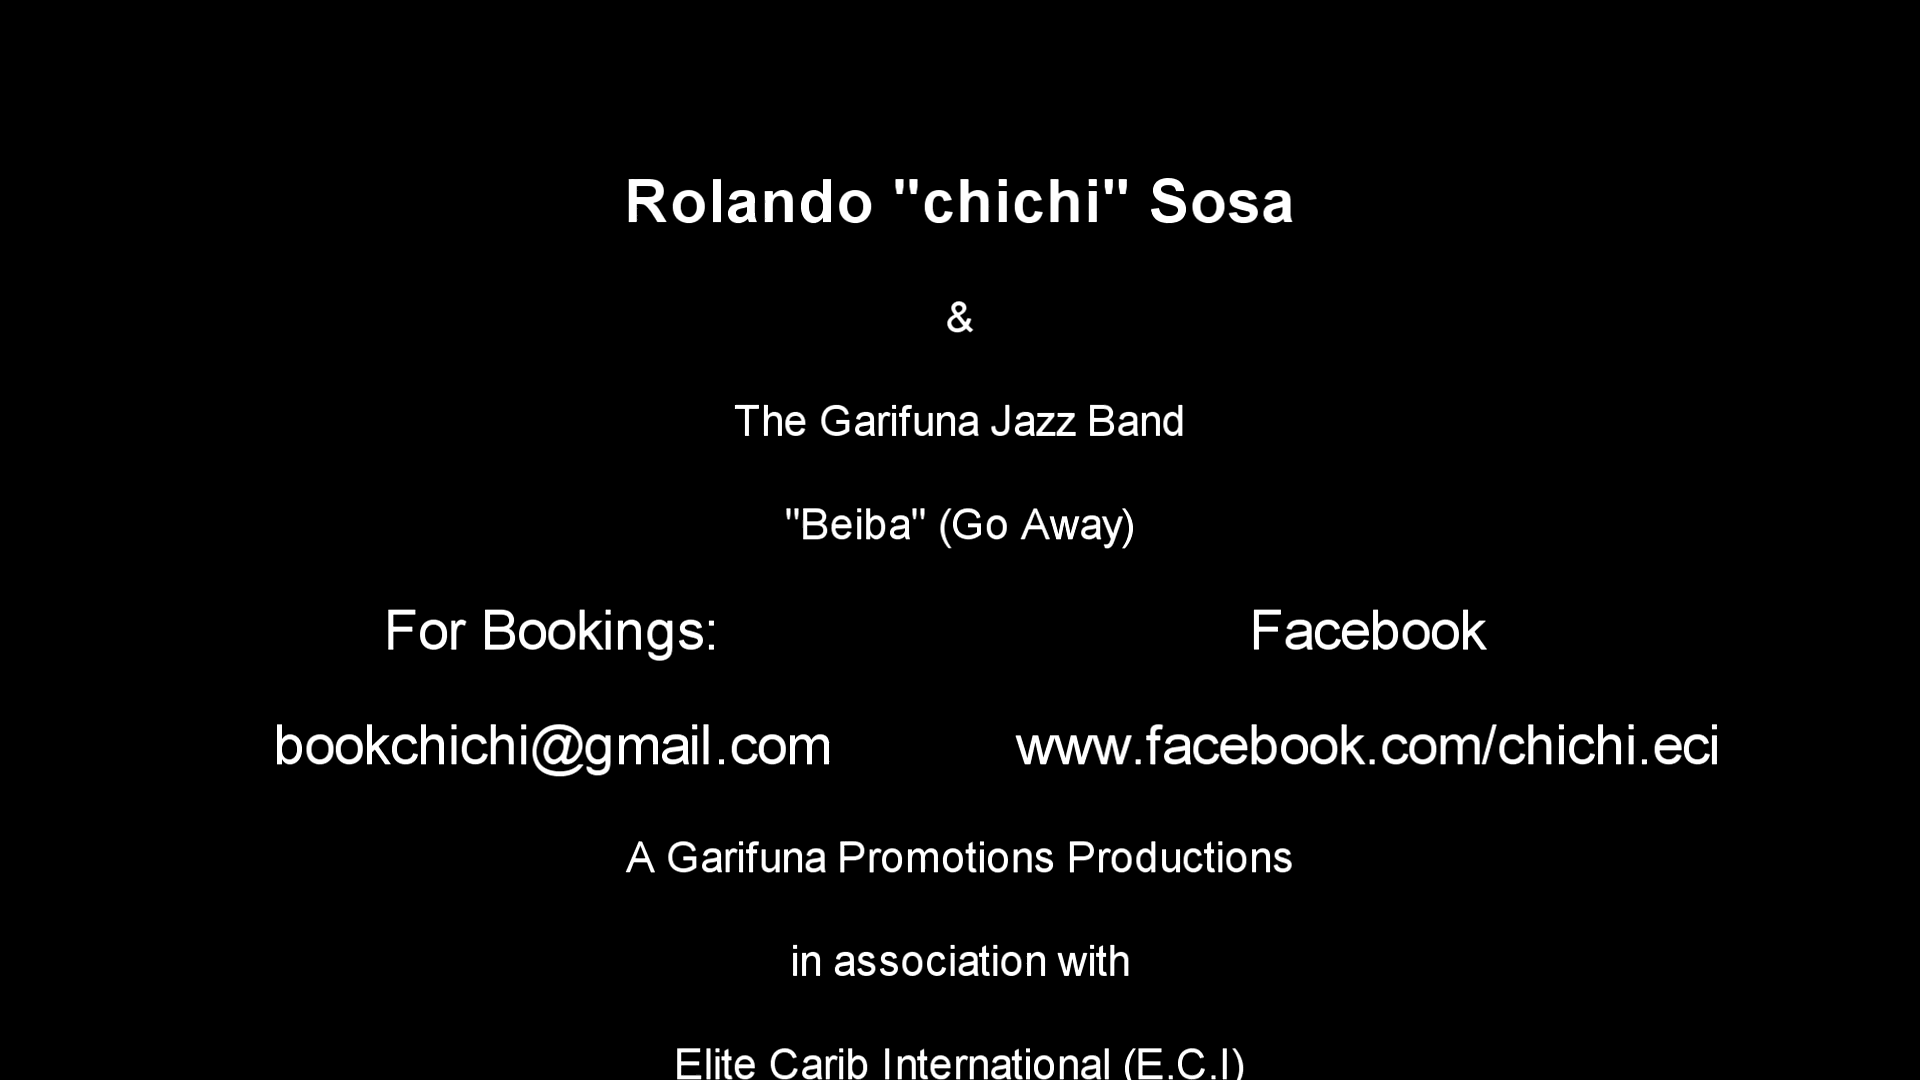 Rolando "chichi" Sosa
&
The Garifuna Jazz Band
"Beiba" (Go Away)
For Bookings: Facebook
bookchichi@gmail.com www.facebook.com/chichi.eci
A Garifuna Promotions Productions
in association with
Elite Carib International (E.C.I)